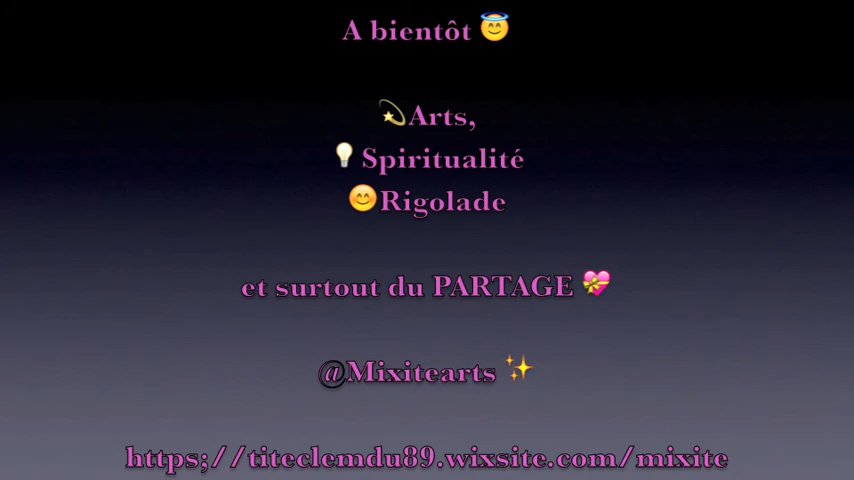 A bientôt 😇
💫Arts,
💡Spiritualité
😊Rigolade
et surtout du PARTAGE 💝
@Mixitearts ✨
https;//titeclemdu89.wixsite.com/mixite